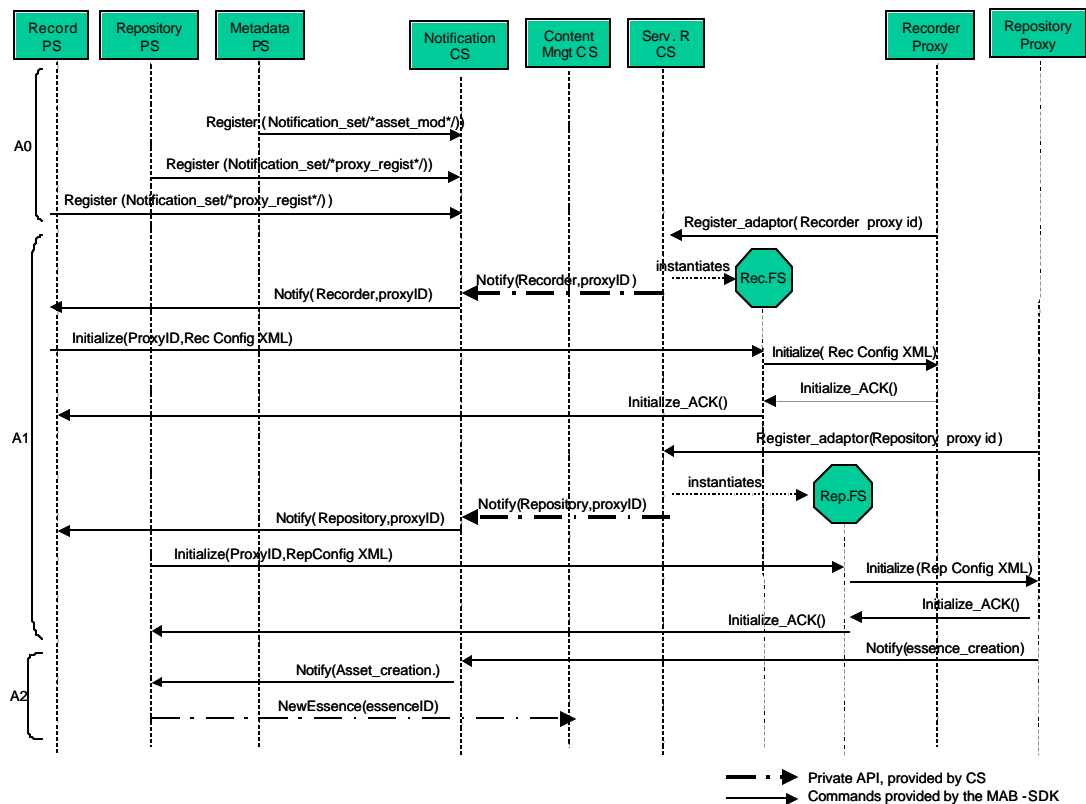 Record
PS
Repository
PS
Metadata
PS
Notification
CS
Content
Mngt CS
Serv. R
CS
Recorder
Proxy
Repository
Proxy
A0
Register (Notification_set/*asset_mod*/))
Register (Notification_set/*proxy_regist*/))
Register (Notification_set/*proxy_regist*/))
Register_adaptor(Recorder proxy id)
A1
instantiates
Rec.FS
Notify(Recorder,proxyID)
Notify(Recorder,proxyID)
Initialize(ProxyID,Rec Config XML)
Initialize( Rec Config XML)
Initialize_ACK()
Initialize_ACK()
Register_adaptor(Repository proxy id)
instantiates
Rep.FS
Notify(Repository,proxyID)
Notify(Repository,proxyID)
Initialize(ProxyID,RepConfig XML)
Initialize(Rep Config XML)
Initialize_ACK()
Initialize_ACK()
Notify(essence_creation)
A2
Notify(Asset_creation.)
NewEssence(essenceID)
Private API, provided by CS
Commands provided by the MAB -SDK